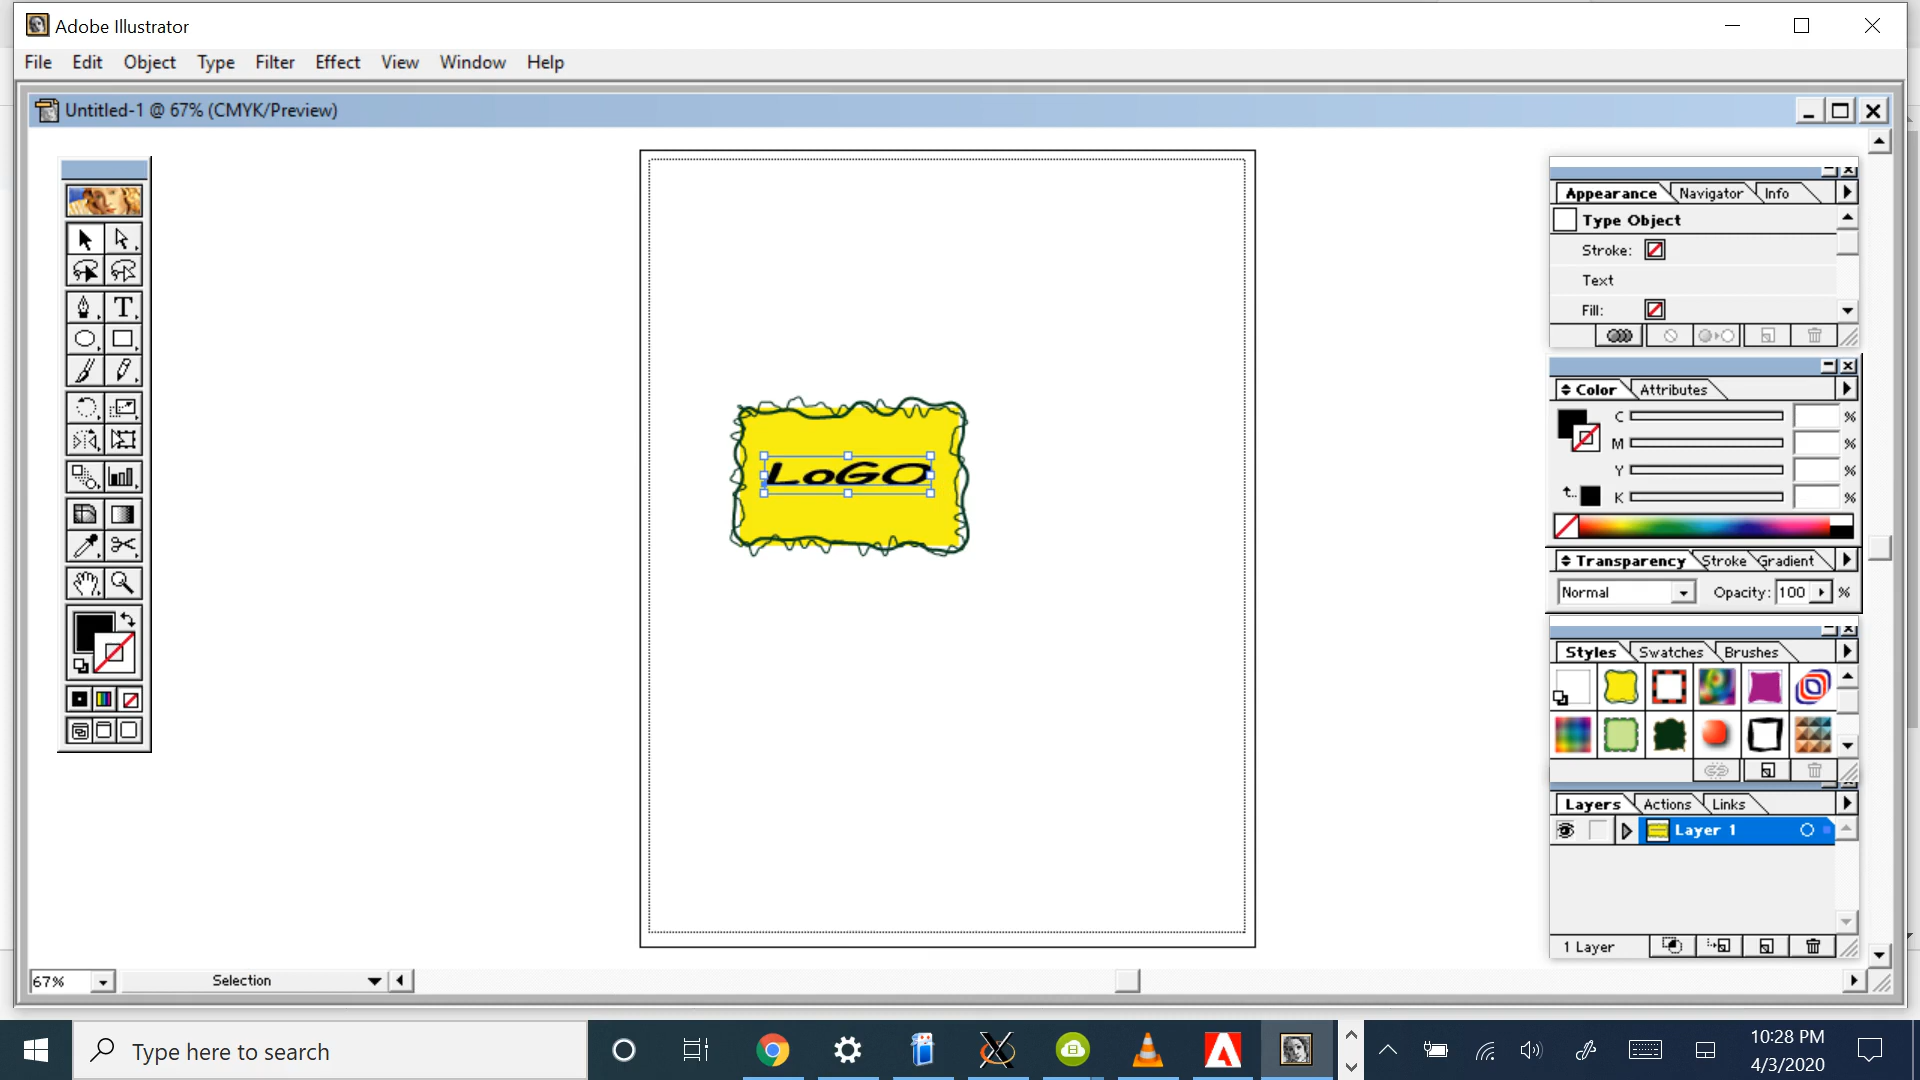 Adobe Illustrator
File Edit Object Type Filter Effect View Window Help
Untitled-1 @ 67% (CMYK/Preview)
T
LoGO
Appearance Navigator Info
Type Object
Stroke:
Text
Fill:
Color Attributes
C %
M %
Y %
K %
Transparency Stroke Gradient
Normal Opacity: 100 %
Styles Swatches Brushes
Layers Actions Links
Layer 1
1 Layer
67% Selection
Type here to search
10:28 PM
4/3/2020